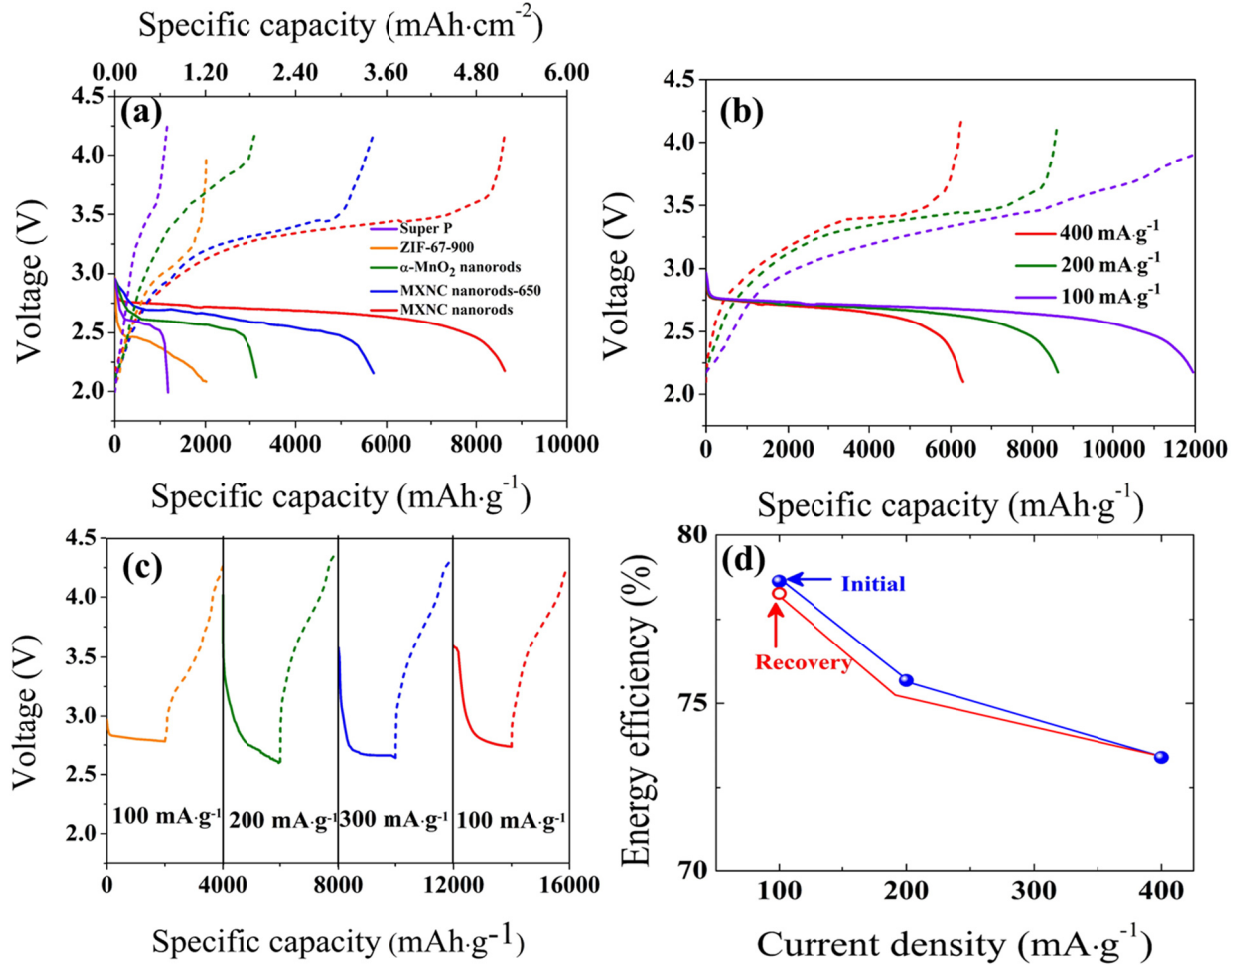 Specific capacity (mAh·cm⁻²)
0.00 1.20 2.40 3.60 4.80 6.00
(a)
4.5
4.0
3.5
3.0
2.5
2.0
Voltage (V)
Super P
ZIF-67-900
α-MnO₂ nanorods
MXNC nanorods-650
MXNC nanorods
0 2000 4000 6000 8000 10000
Specific capacity (mAh·g⁻¹)
(b)
4.5
4.0
3.5
3.0
2.5
2.0
Voltage (V)
400 mA·g⁻¹
200 mA·g⁻¹
100 mA·g⁻¹
0 2000 4000 6000 8000 10000 12000
Specific capacity (mAh·g⁻¹)
(c)
4.5
4.0
3.5
3.0
2.5
2.0
Voltage (V)
100 mA·g⁻¹ 200 mA·g⁻¹ 300 mA·g⁻¹ 100 mA·g⁻¹
0 4000 8000 12000 16000
Specific capacity (mAh·g-1)
(d)
80
75
70
Energy efficiency (%)
Initial
Recovery
100 200 300 400
Current density (mA·g⁻¹)